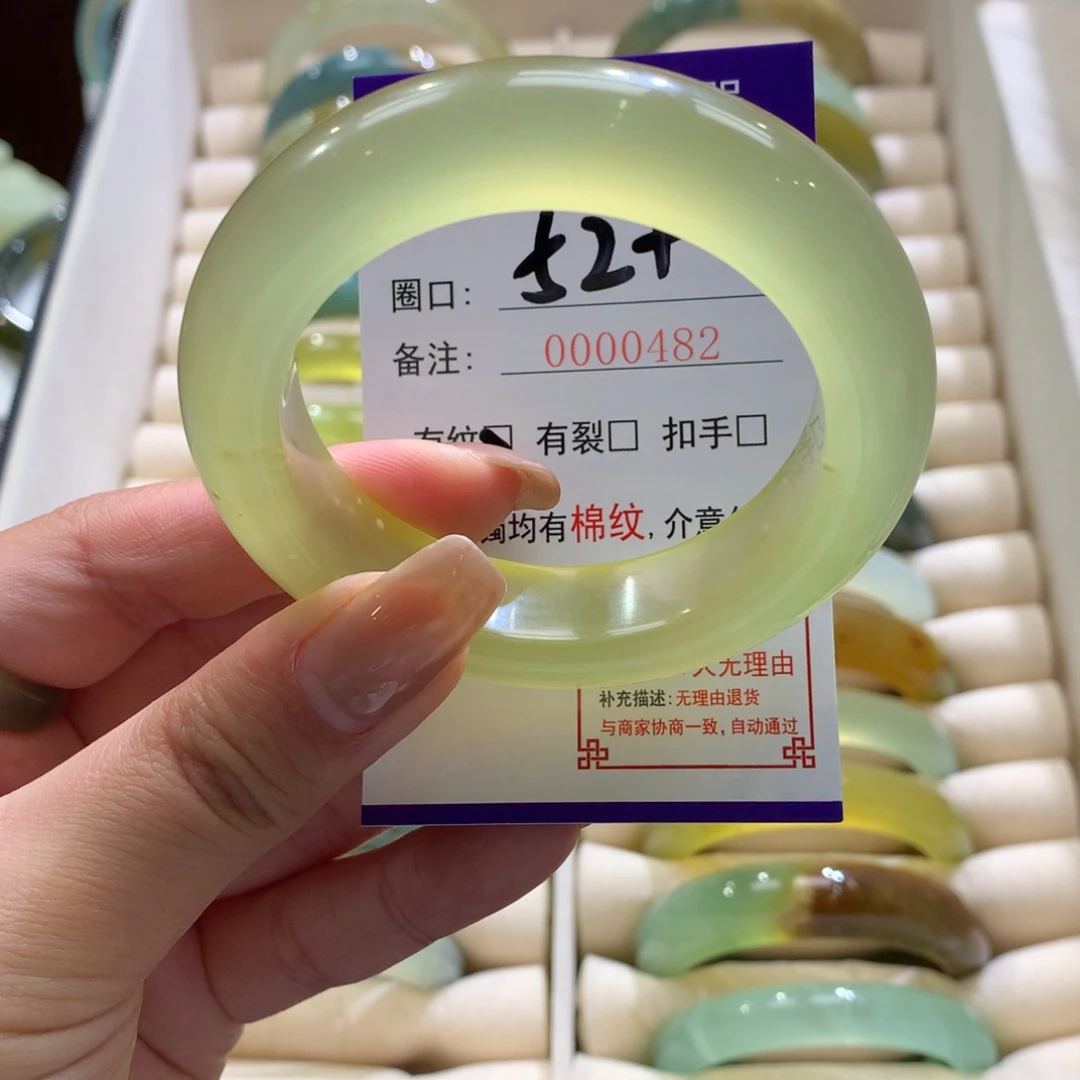 圈口: 52+
备注: 0000482
有纹 有裂□ 扣手□
镯均有棉纹, 介意
人无理由
补充描述: 无理由退货
与商家协商一致, 自动通过